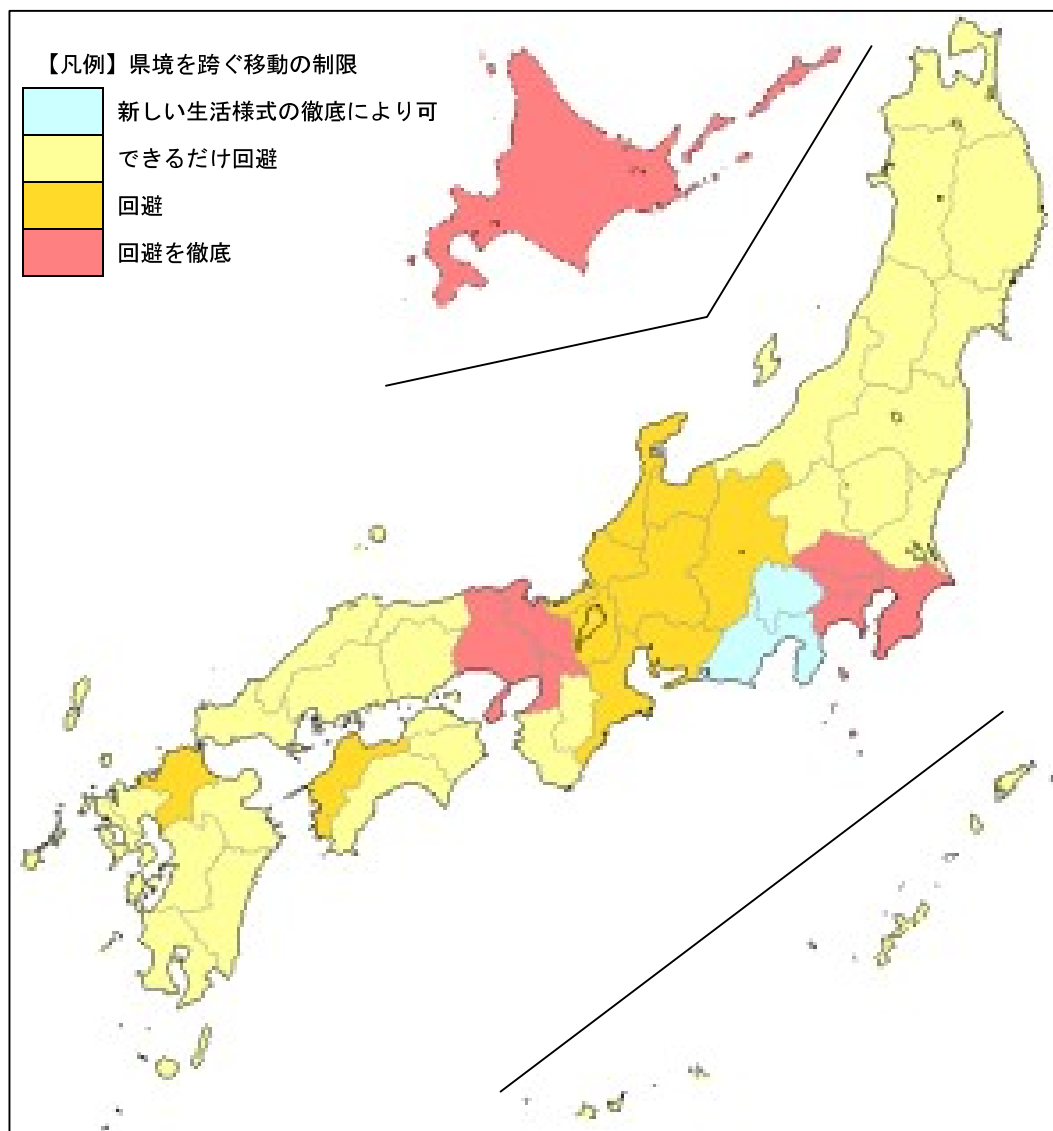 【凡例】県境を跨ぐ移動の制限
新しい生活様式の徹底により可
できるだけ回避
回避
回避を徹底